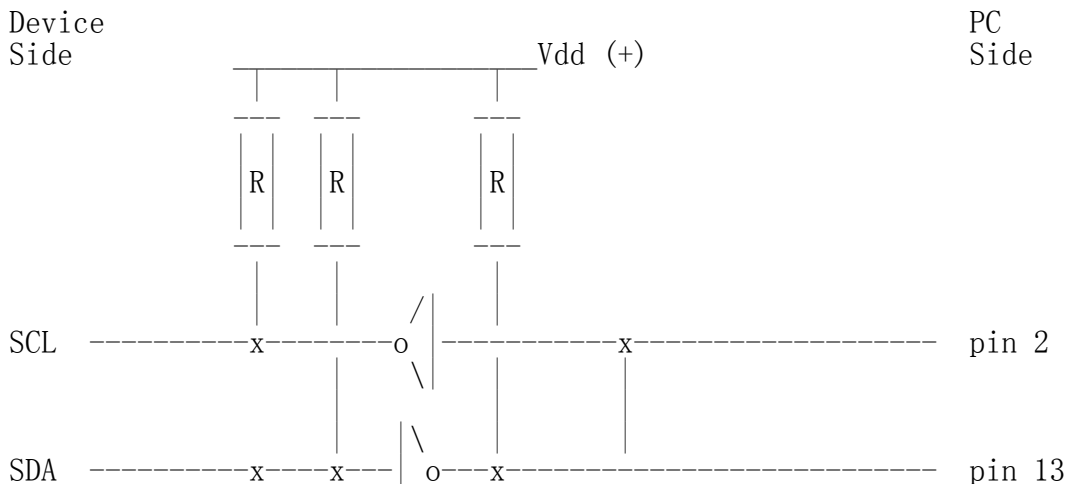 Device PC
Side Vdd (+) Side
R R R
SCL x o x pin 2
SDA x x o x pin 13